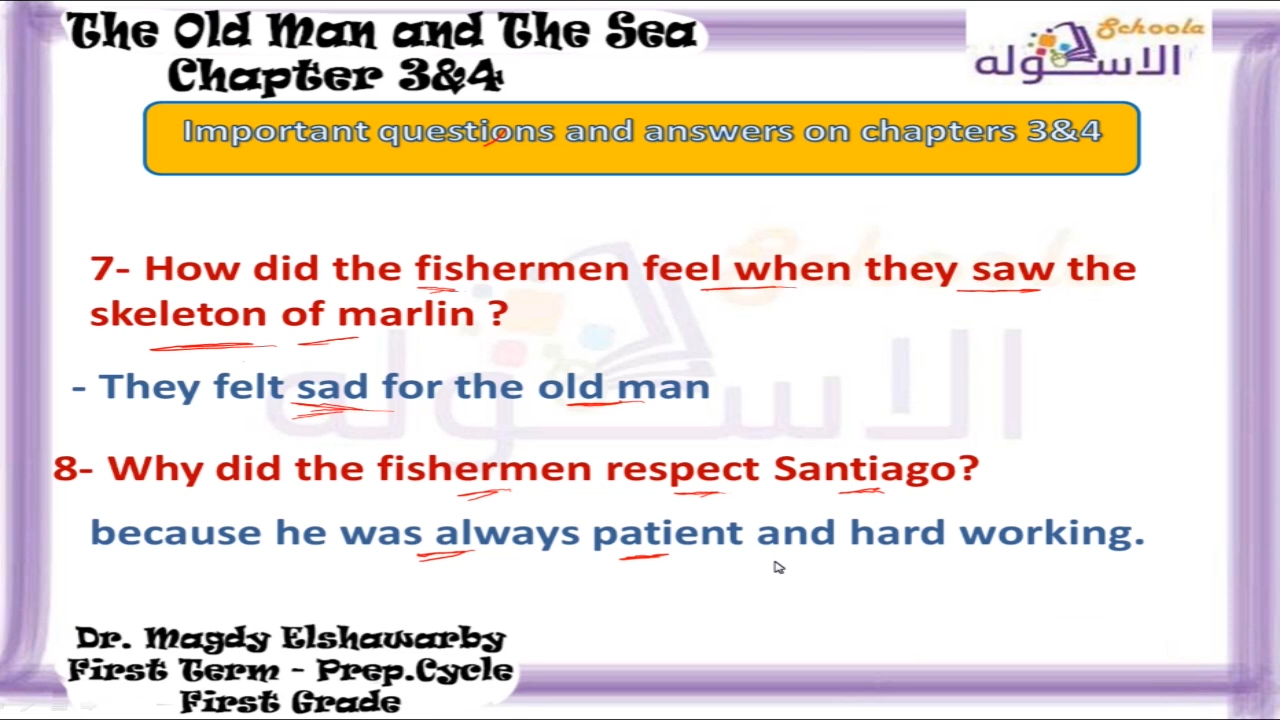 The Old Man and The Sea
Chapter 3&4
Schoola
الاسكوله
Important questions and answers on chapters 3&4
7- How did the fishermen feel when they saw the
skeleton of marlin ?
- They felt sad for the old man
8- Why did the fishermen respect Santiago?
because he was always patient and hard working.
Dr. Magdy Elshawarby
First Term - Prep.Cycle
First Grade